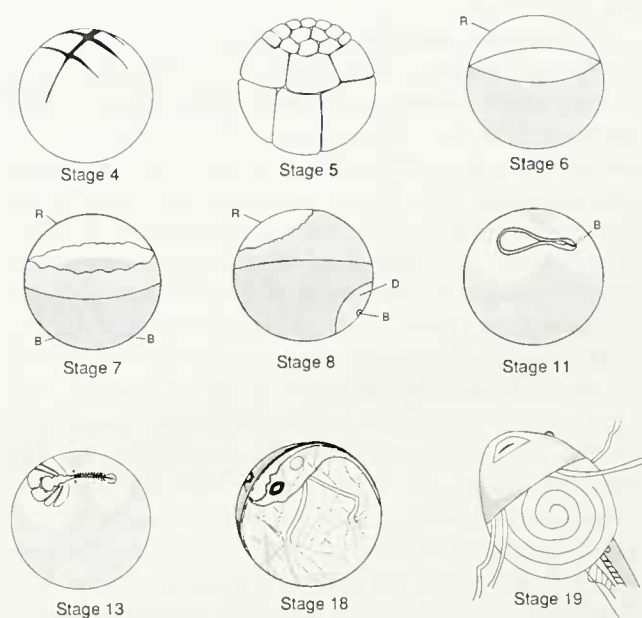 R
Stage 4
Stage 5
Stage 6
R
R
D
B
B
B
B
Stage 7
Stage 8
Stage 11
Stage 13
Stage 18
Stage 19